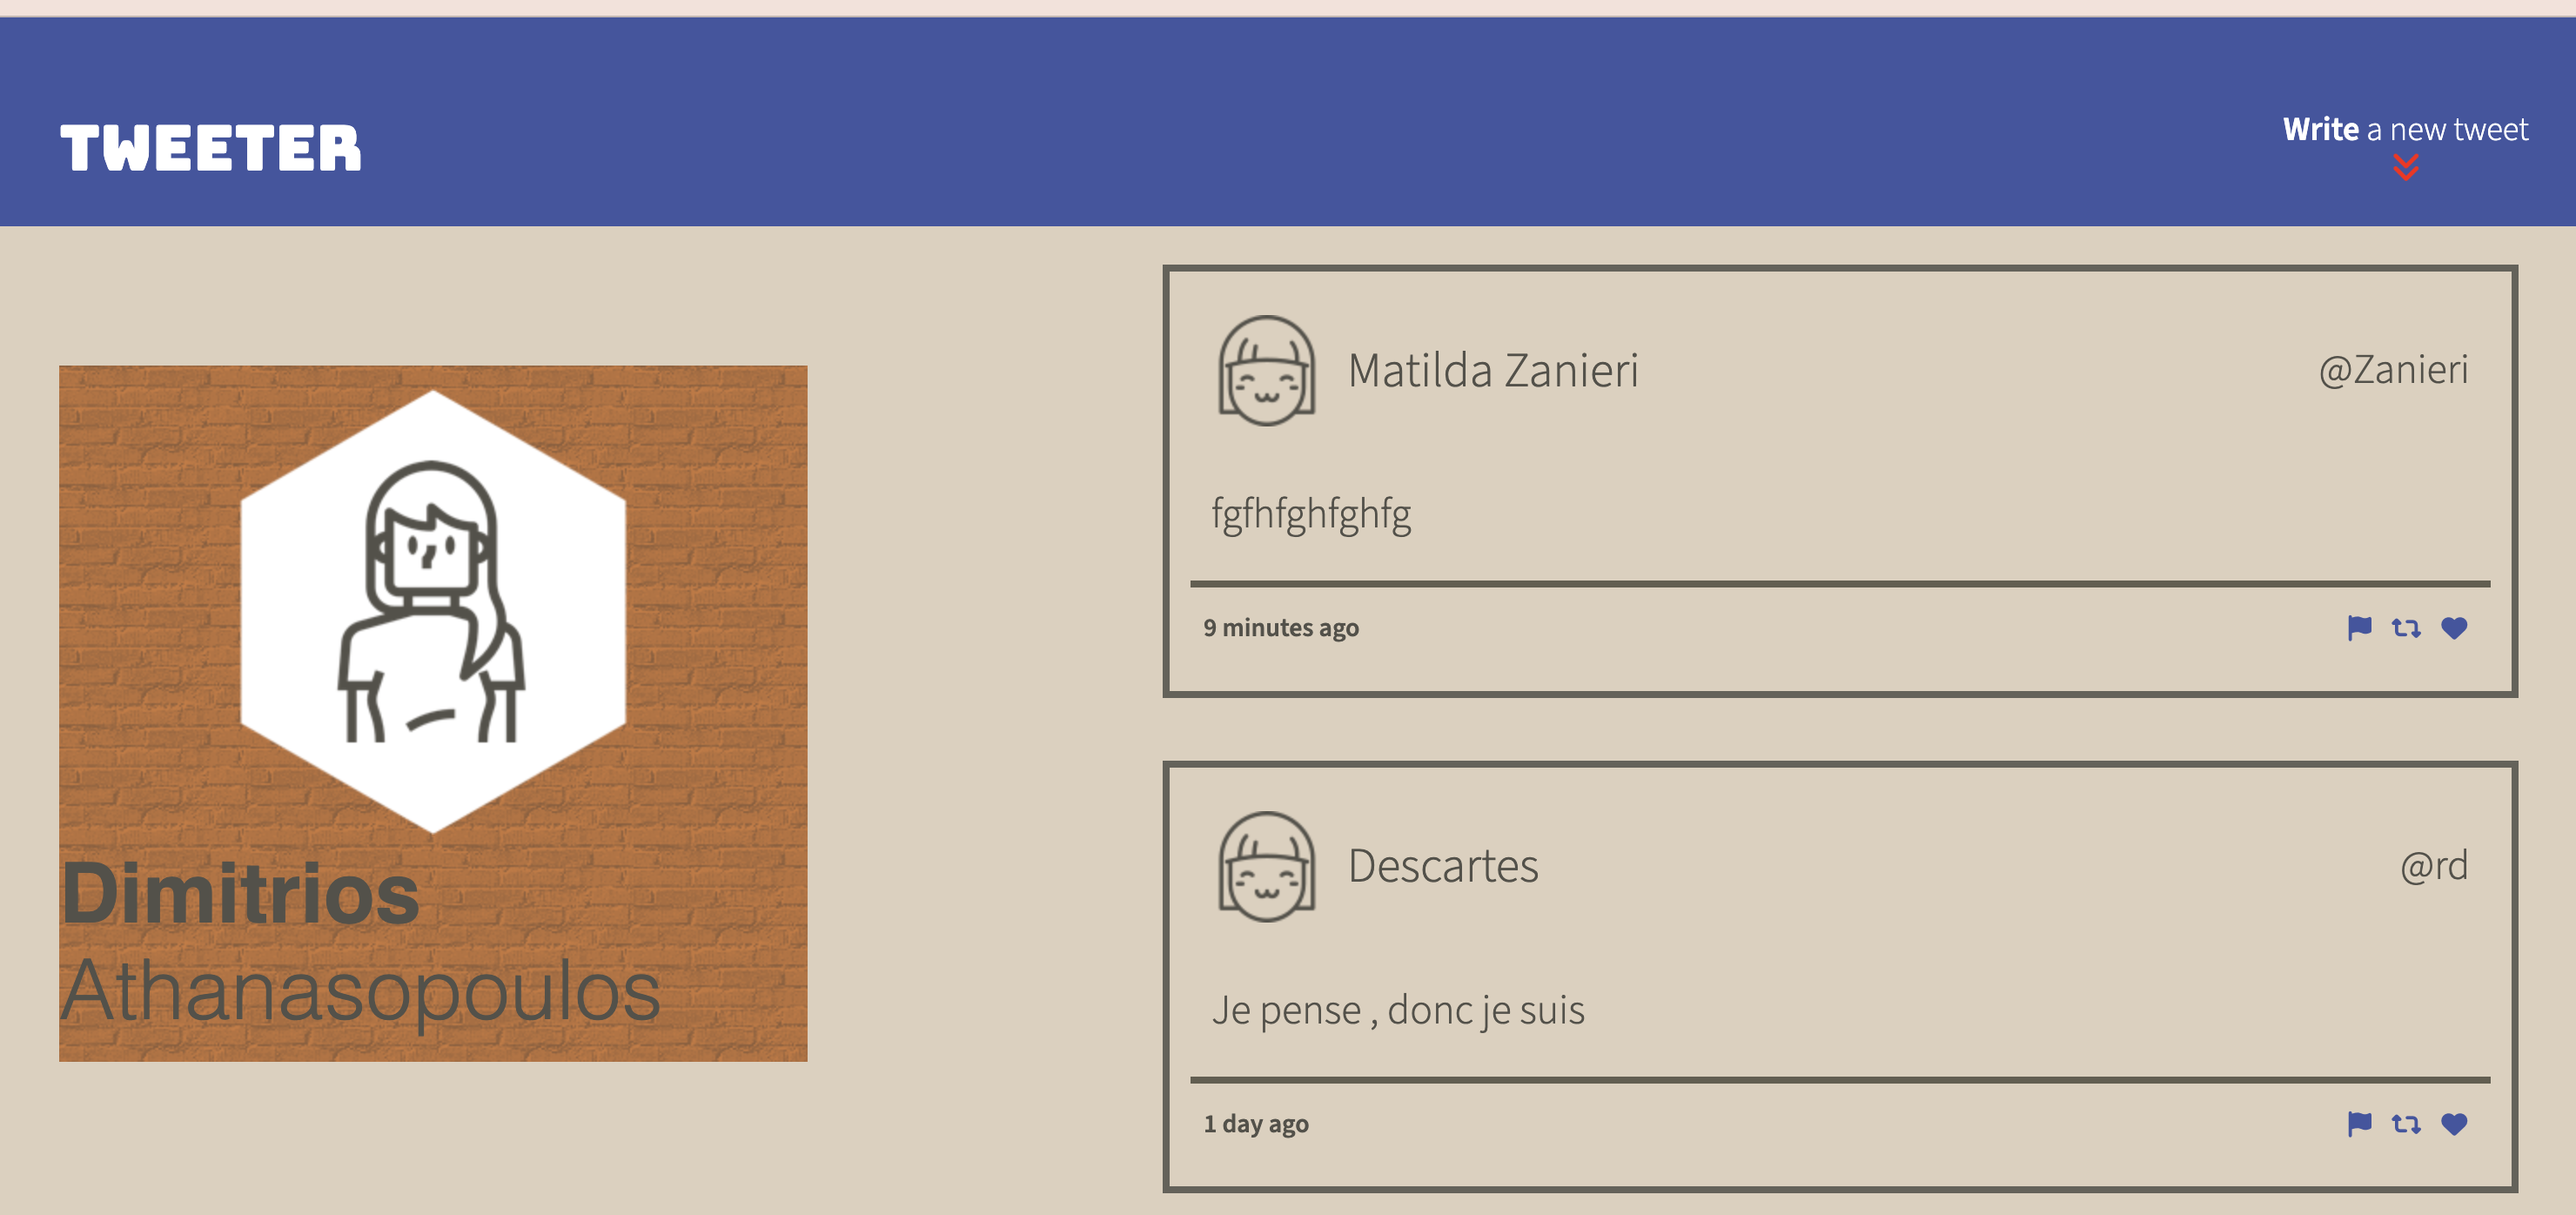 TWEETER
Write a new tweet
Dimitrios
Athanasopoulos
Matilda Zanieri
@Zanieri
fgfhfghfghfg
9 minutes ago
Descartes
@rd
Je pense , donc je suis
1 day ago